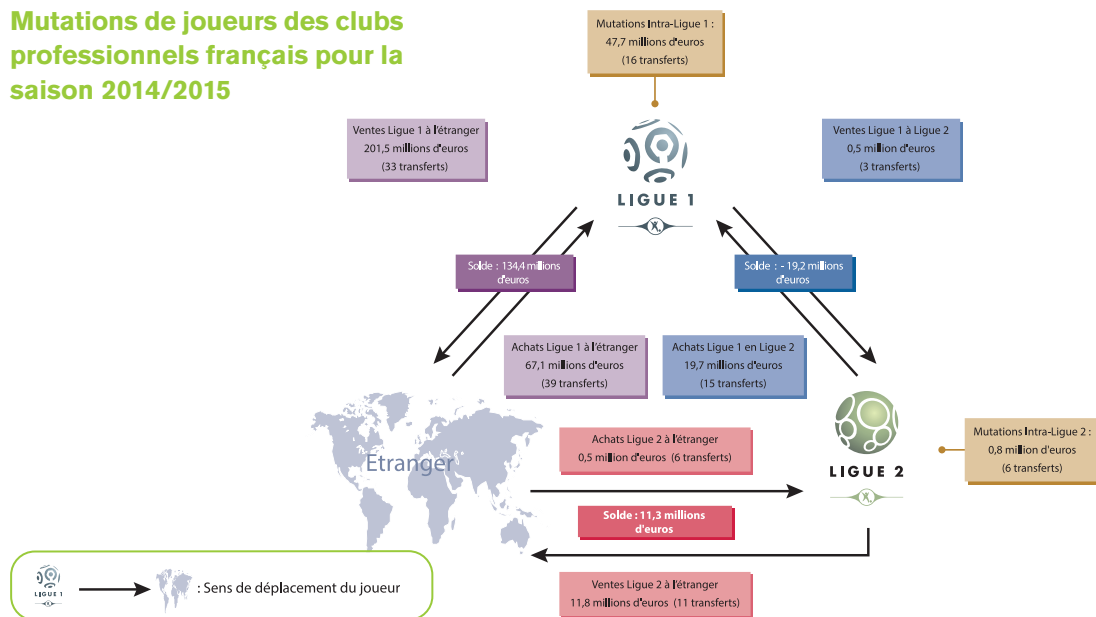 Mutations de joueurs des clubs
professionnels français pour la
saison 2014/2015
Mutations Intra-Ligue 1 :
47,7 millions d'euros
(16 transferts)
Ventes Ligue 1 à l'étranger
201,5 millions d'euros
(33 transferts)
Ventes Ligue 1 à Ligue 2
0,5 million d'euros
(3 transferts)
LIGUE 1
Solde : 134,4 millions
d'euros
Solde : - 19,2 millions
d'euros
Achats Ligue 1 à l'étranger
67,1 millions d'euros
(39 transferts)
Achats Ligue 1 en Ligue 2
19,7 millions d'euros
(15 transferts)
Etranger
Achats Ligue 2 à l'étranger
0,5 million d'euros (6 transferts)
LIGUE 2
Mutations Intra-Ligue 2 :
0,8 million d'euros
(6 transferts)
Solde : 11,3 millions
d'euros
Ventes Ligue 2 à l'étranger
11,8 millions d'euros (11 transferts)
LIGUE 1
: Sens de déplacement du joueur